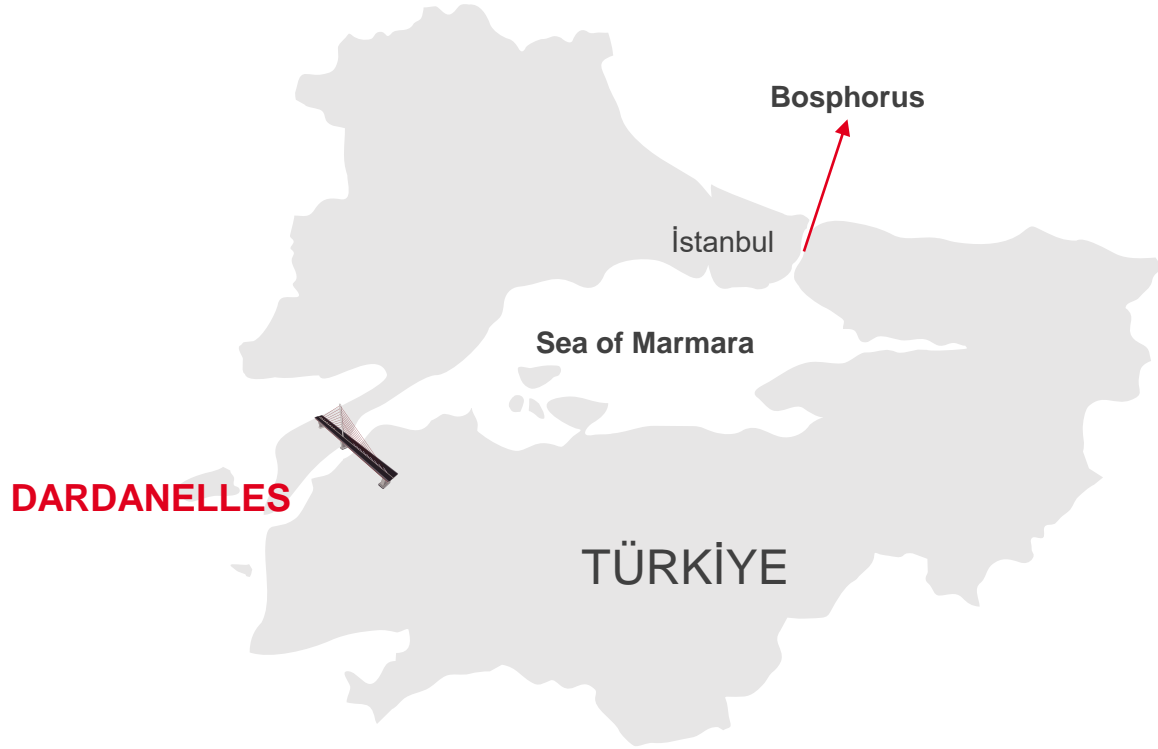 Bosphorus
İstanbul
Sea of Marmara
DARDANELLES
TÜRKİYE